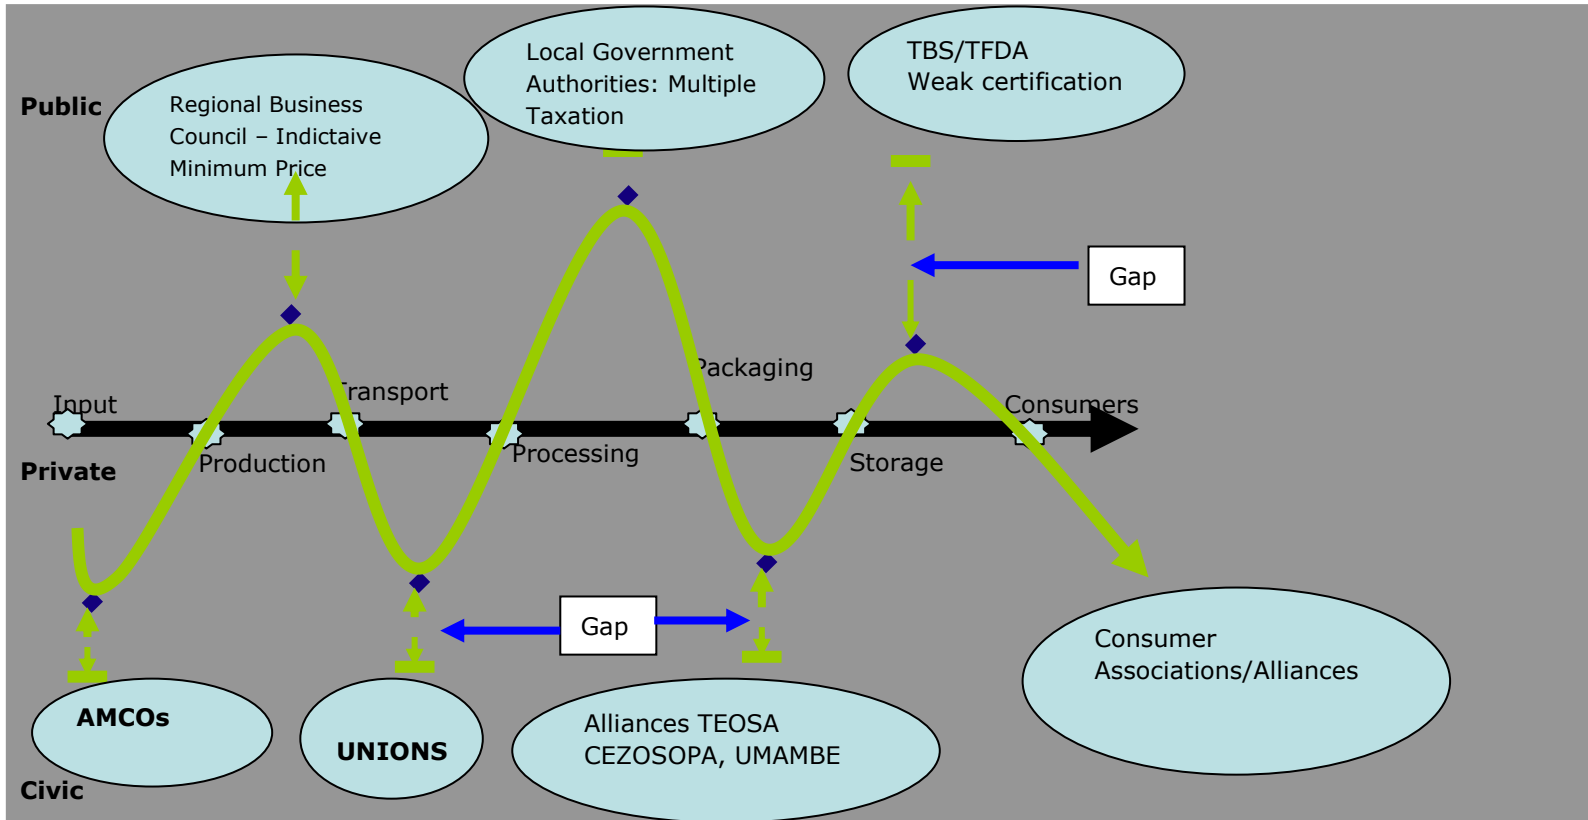 Public
Regional Business
Council – Indictaive
Minimum Price
Local Government
Authorities: Multiple
Taxation
TBS/TFDA
Weak certification
Gap
Input
Transport
Packaging
Consumers
Private
Production
Processing
Storage
Gap
AMCOs
UNIONS
Alliances TEOSA
CEZOSOPA, UMAMBE
Consumer
Associations/Alliances
Civic